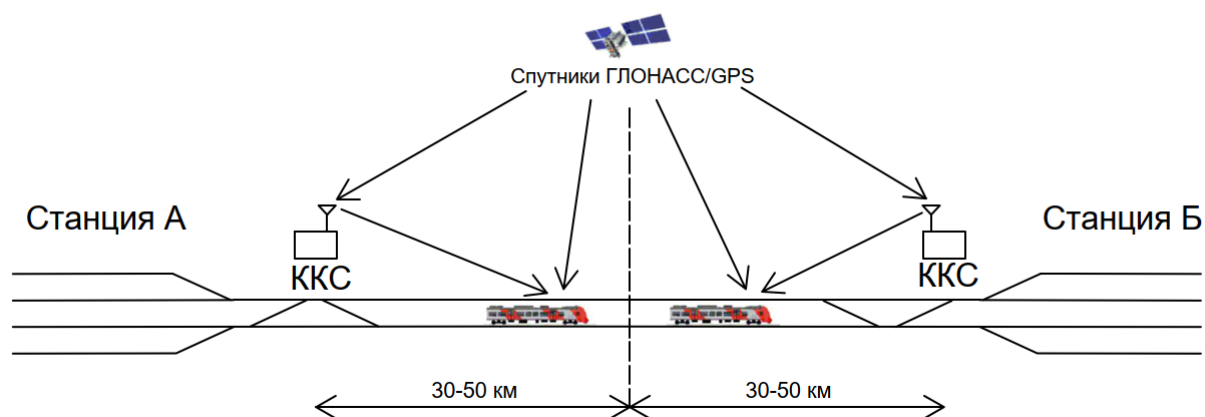 Спутники ГЛОНАСС/GPS
Станция А
Станция Б
ККС
ККС
30-50 км
30-50 км